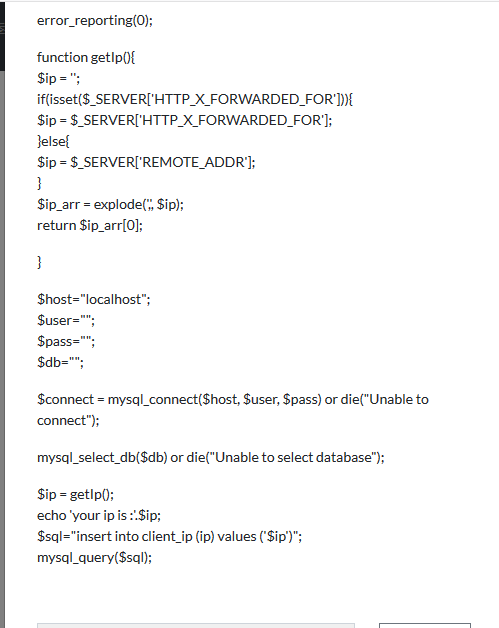 error_reporting(0);
function getIp(){
$ip = '';
if(isset($_SERVER['HTTP_X_FORWARDED_FOR'])){
$ip = $_SERVER['HTTP_X_FORWARDED_FOR'];
}else{
$ip = $_SERVER['REMOTE_ADDR'];
}
$ip_arr = explode(',', $ip);
return $ip_arr[0];
}
$host="localhost";
$user="";
$pass="";
$db="";
$connect = mysql_connect($host, $user, $pass) or die("Unable to
connect");
mysql_select_db($db) or die("Unable to select database");
$ip = getIp();
echo 'your ip is :'.$ip;
$sql="insert into client_ip (ip) values ('$ip')";
mysql_query($sql);